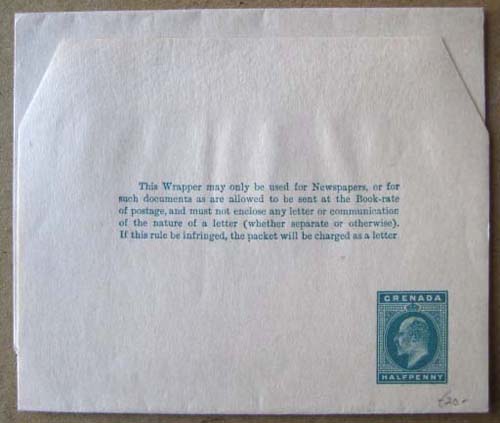 This Wrapper may only be used for Newspapers, or for
such documents as are allowed to be sent at the Book-rate
of postage, and must not enclose any letter or communication
of the nature of a letter (whether separate or otherwise).
If this rule be infringed, the packet will be charged as a letter
GRENADA
HALFPENNY